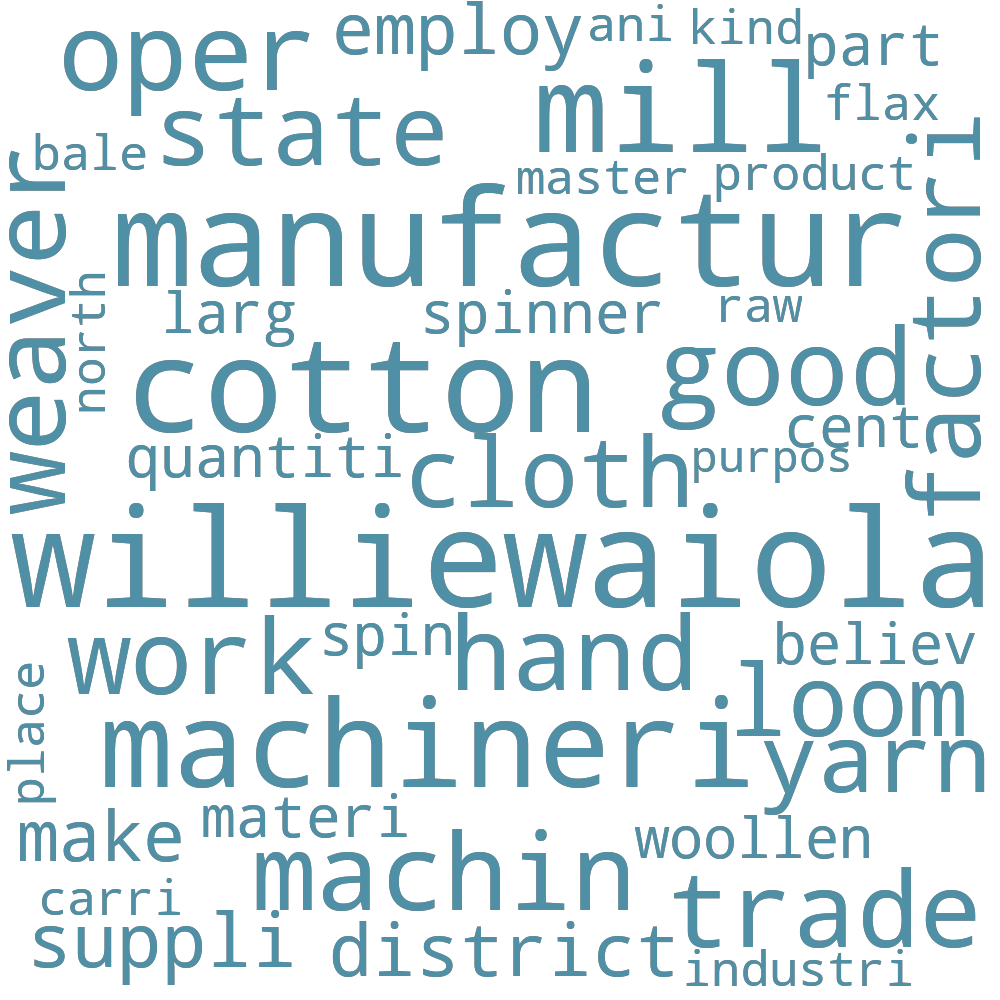 oper
employ
ani
kind
part
state
mill
flax
bale
master
product
weaver
manufactur
factori
north
larg
spinner
raw
cotton
good
cent
quantiti
cloth
purpos
williewaiola
work
spin
hand
believ
place
machineri
loom
yarn
make
materi
machin
woollen
carri
trade
suppli
district
industri